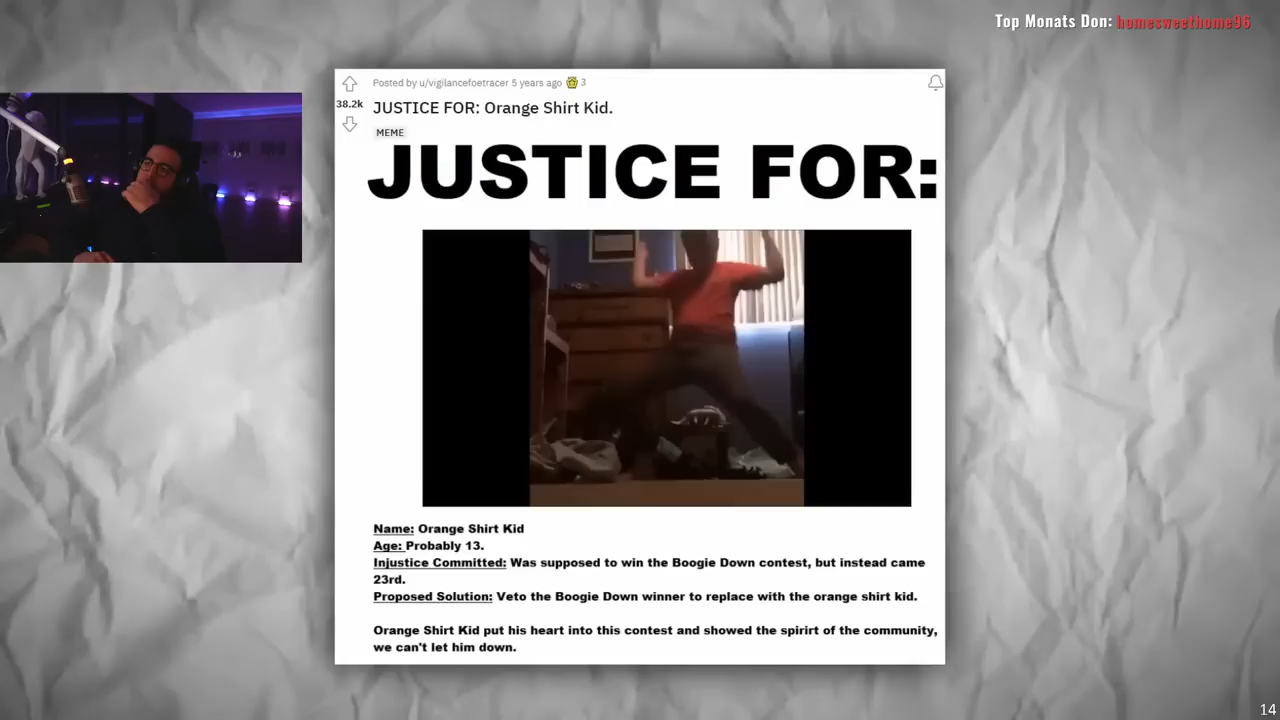 Top Monats Don: homesweethome96
Posted by u/vigilancefoetracer 5 years ago 3
38.2k
JUSTICE FOR: Orange Shirt Kid.
MEME
JUSTICE FOR:
Name: Orange Shirt Kid
Age: Probably 13.
Injustice Committed: Was supposed to win the Boogie Down contest, but instead came
23rd.
Proposed Solution: Veto the Boogie Down winner to replace with the orange shirt kid.
Orange Shirt Kid put his heart into this contest and showed the spirirt of the community,
we can't let him down.
14